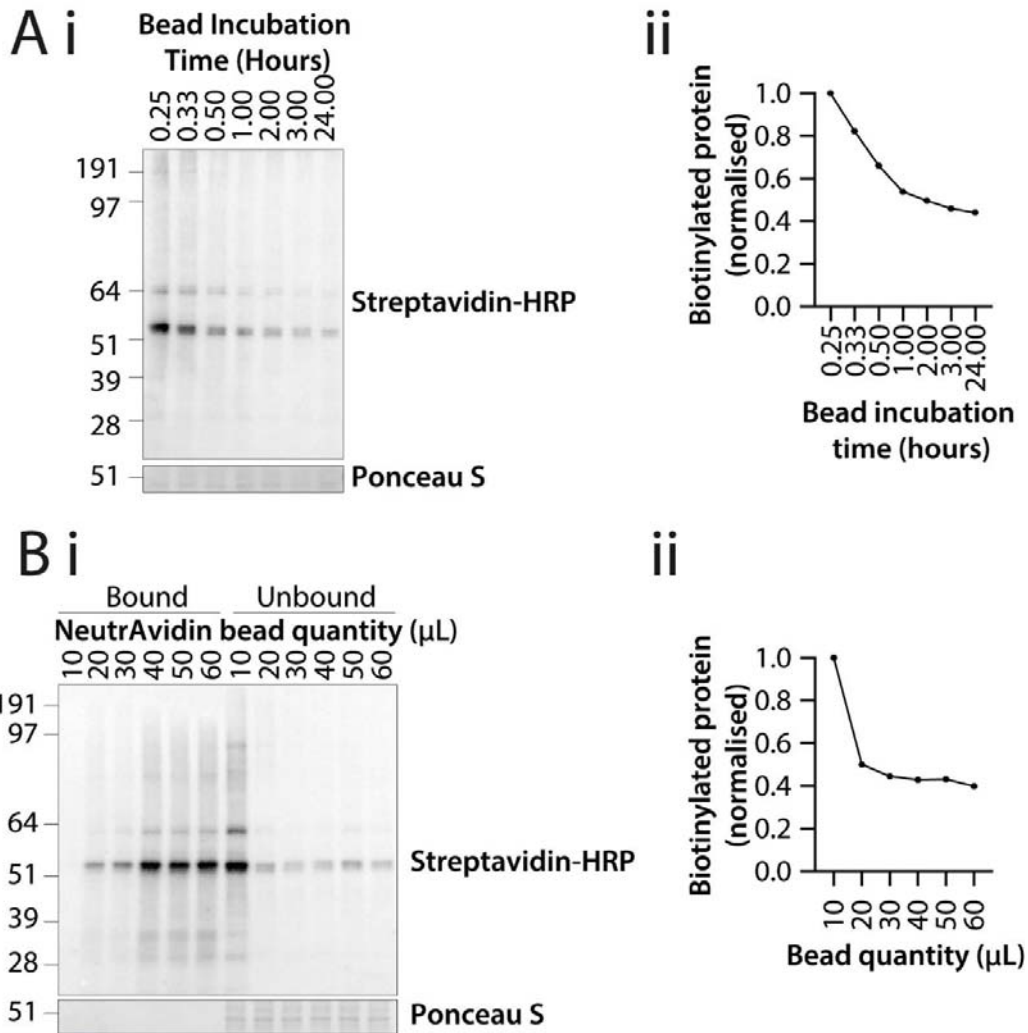 A i
Bead Incubation
Time (Hours)
0.25 0.33 0.50 1.00 2.00 3.00 24.00
191
97
64
51
39
28
Streptavidin-HRP
51
Ponceau S
ii
Biotinylated protein
(normalised)
1.0
0.8
0.6
0.4
0.2
0.0
0.25 0.33 0.50 1.00 2.00 3.00 24.00
Bead incubation
time (hours)
B i
Bound Unbound
NeutrAvidin bead quantity (µL)
10 20 30 40 50 60 10 20 30 40 50 60
191
97
64
51
39
28
Streptavidin-HRP
51
Ponceau S
ii
Biotinylated protein
(normalised)
1.0
0.8
0.6
0.4
0.2
0.0
10 20 30 40 50 60
Bead quantity (µL)